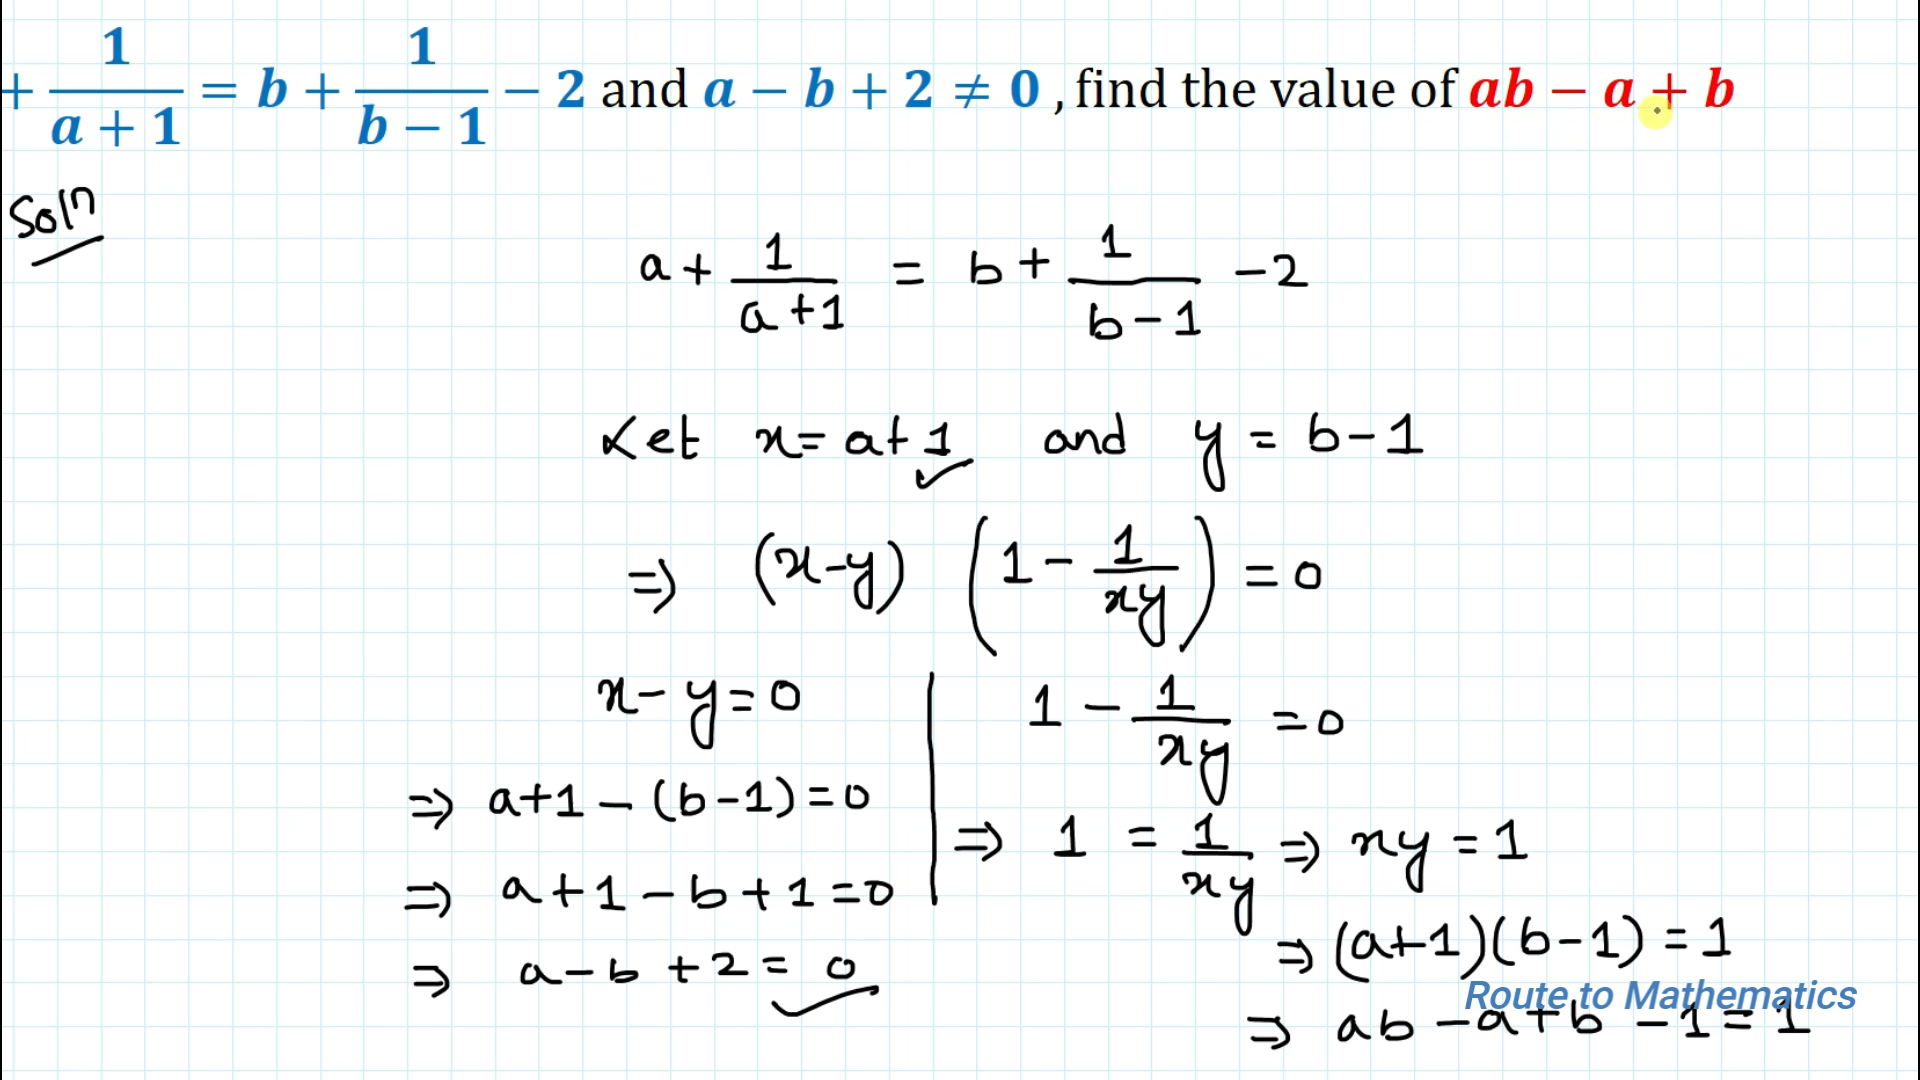 + 1/(a + 1) = b + 1/(b − 1) − 2 and a − b + 2 ≠ 0 , find the value of ab − a + b
Soln
a + 1/(a+1) = b + 1/(b−1) −2
Let x = a+1 and y = b−1
⇒ (x−y) (1 − 1/(xy)) = 0
x − y = 0
⇒ a+1 − (b−1) = 0
⇒ a+1 − b + 1 = 0
⇒ a − b + 2 = 0
1 − 1/(xy) = 0
⇒ 1 = 1/(xy) ⇒ xy = 1
⇒ (a+1)(b−1) = 1
⇒ ab − a + b − 1 = 1
Route to Mathematics